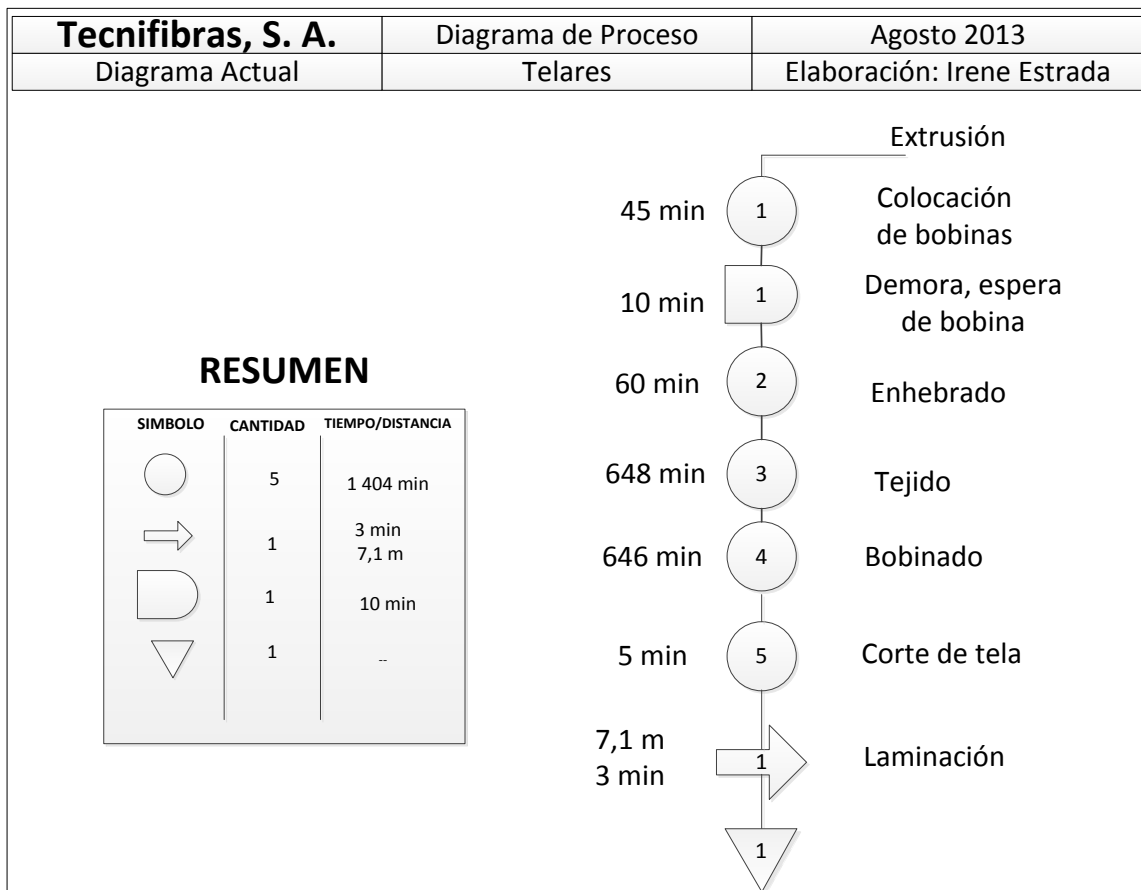 Tecnifibras, S. A.
Diagrama de Proceso
Agosto 2013
Diagrama Actual
Telares
Elaboración: Irene Estrada
Extrusión
45 min
1
Colocación
de bobinas
10 min
1
Demora, espera
de bobina
60 min
2
Enhebrado
648 min
3
Tejido
646 min
4
Bobinado
5 min
5
Corte de tela
7,1 m
3 min
1
Laminación
1
RESUMEN
SIMBOLO
CANTIDAD
TIEMPO/DISTANCIA
5
1 404 min
1
3 min
7,1 m
1
10 min
1
--